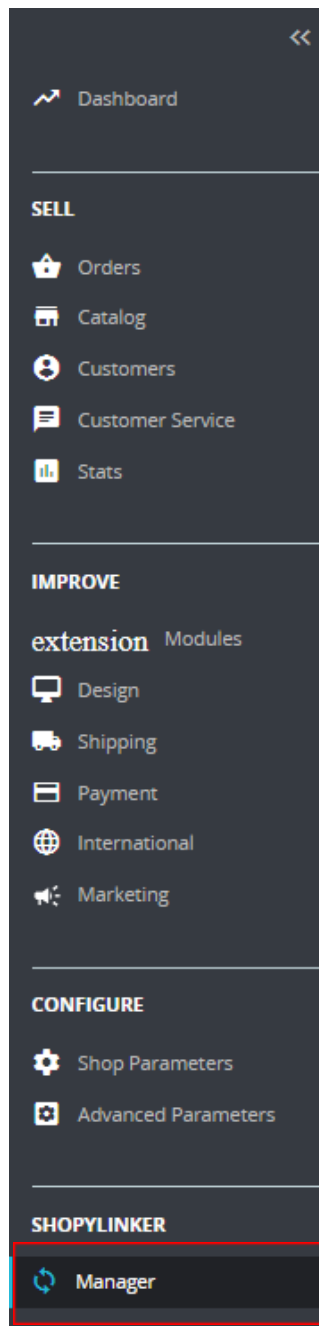 Dashboard
SELL
Orders
Catalog
Customers
Customer Service
Stats
IMPROVE
extension Modules
Design
Shipping
Payment
International
Marketing
CONFIGURE
Shop Parameters
Advanced Parameters
SHOPYLINKER
Manager